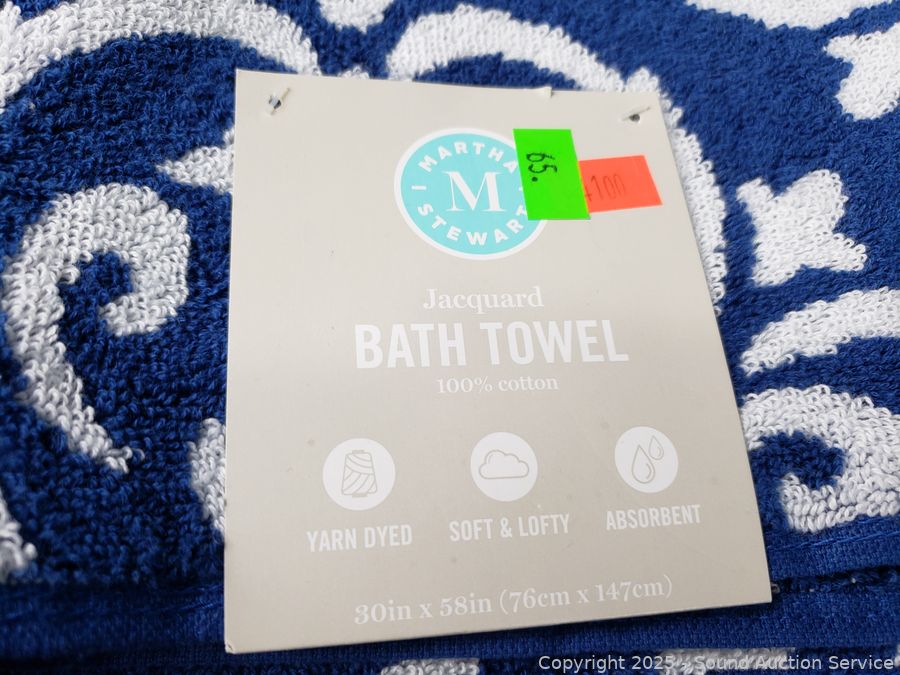 MARTHA
STEWART
M
65.
4100
Jacquard
BATH TOWEL
100% cotton
YARN DYED
SOFT & LOFTY
ABSORBENT
30in x 58in (76cm x 147cm)
Copyright 2025 - Sound Auction Service